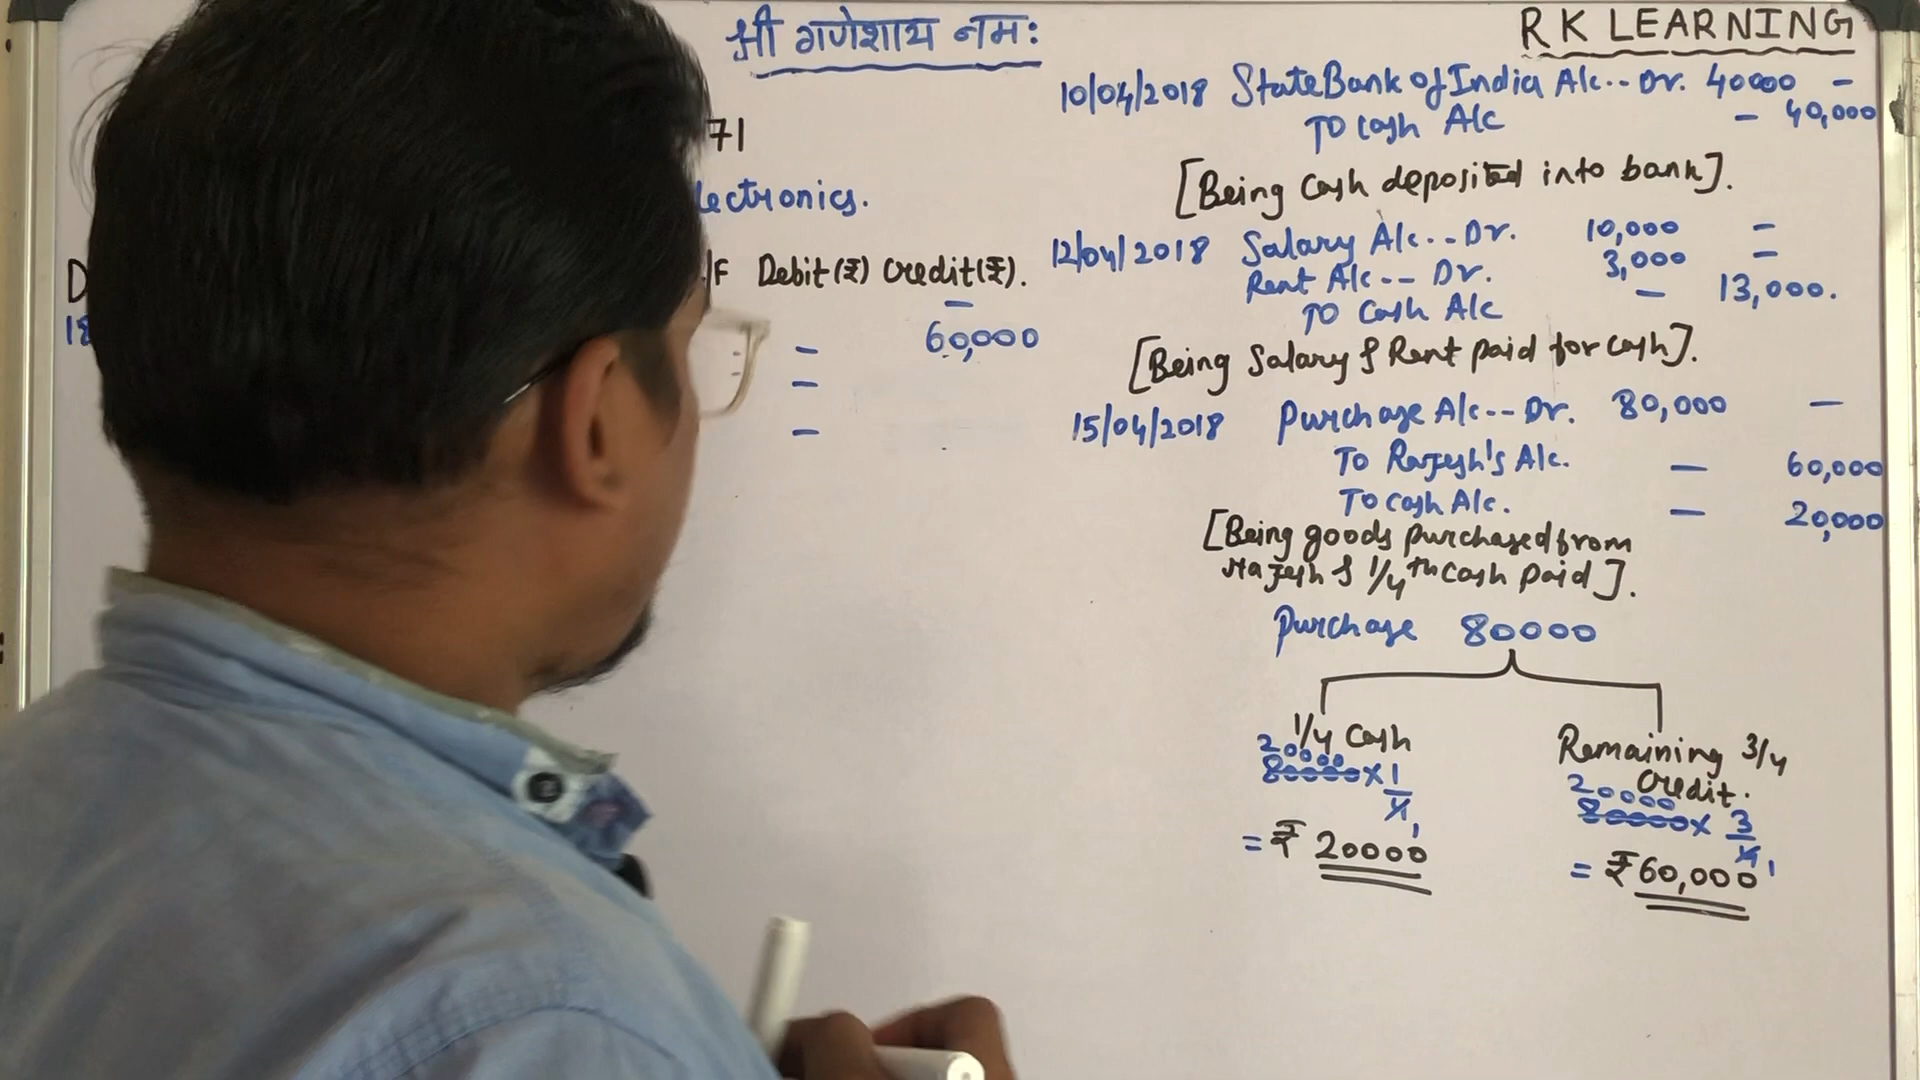 श्री गणेशाय नमः
RK LEARNING
71
lectronics.
D
/F Debit (₹) Credit (₹).
–
18
– 60,000
–
–
10/04/2018 State Bank of India A/c.. Dr. 40000 –
TO Cash A/c – 40,000
[Being Cash deposited into bank].
12/04/2018 Salary A/c... Dr. 10,000 –
Rent A/c... Dr. 3,000 –
TO Cash A/c – 13,000.
[Being Salary & Rent paid for cash].
15/04/2018 Purchase A/c... Dr. 80,000 –
To Rajesh's A/c. – 60,000
To cash A/c. – 20,000
[Being goods purchased from
Rajesh & 1/4th cash paid].
Purchase 80000
1/4 Cash
20000
80000 × 1/4 1
= ₹ 20000
Remaining 3/4
Credit.
20000
80000 × 3/4 1
= ₹ 60,000